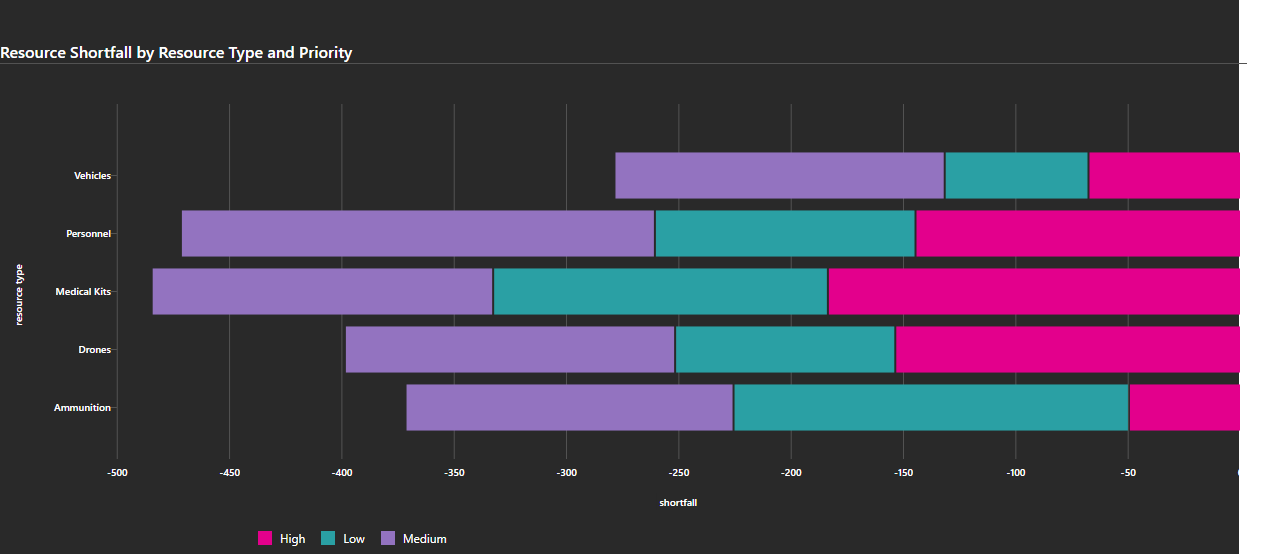 Resource Shortfall by Resource Type and Priority
Vehicles
Personnel
Medical Kits
Drones
Ammunition
resource type
-500 -450 -400 -350 -300 -250 -200 -150 -100 -50
shortfall
High Low Medium